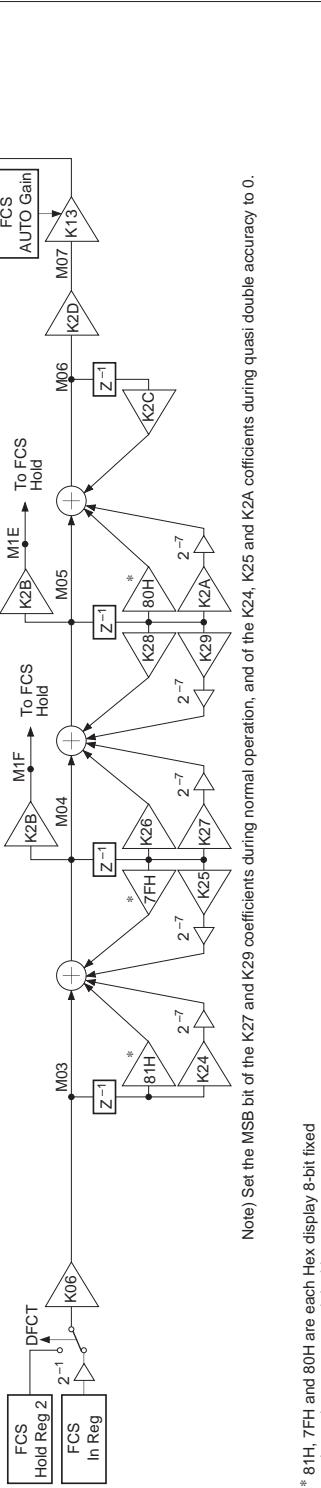 FCS
Hold Reg 2
FCS
In Reg
2⁻¹
DFCT
K06
M03
Z⁻¹
81H
*
K24
2⁻⁷
7FH
*
K25
2⁻⁷
M04
K2B
M1F
To FCS
Hold
Z⁻¹
K26
K27
2⁻⁷
K28
K29
2⁻⁷
M05
K2B
M1E
To FCS
Hold
Z⁻¹
80H
*
K2A
2⁻⁷
M06
Z⁻¹
K2C
K2D
M07
K13
FCS
AUTO Gain
Note) Set the MSB bit of the K27 and K29 coefficients during normal operation, and of the K24, K25 and K2A cofficients during quasi double accuracy to 0.
* 81H, 7FH and 80H are each Hex display 8-bit fixed